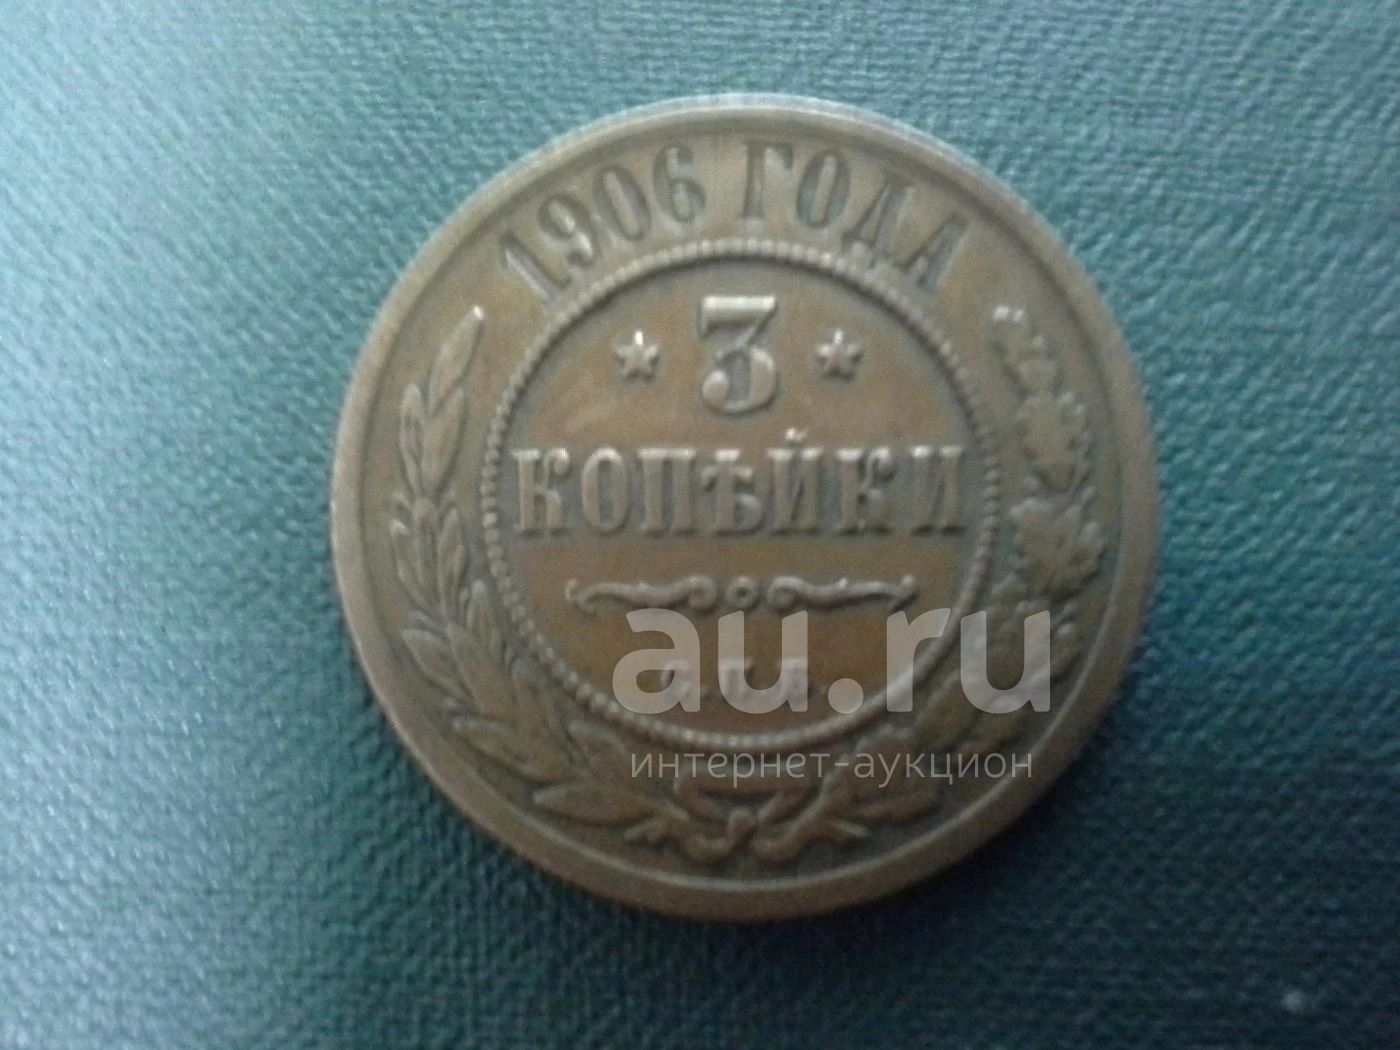 1906 ГОДА
3
КОПѢЙКИ
С.П.Б.
au.ru
интернет-аукцион